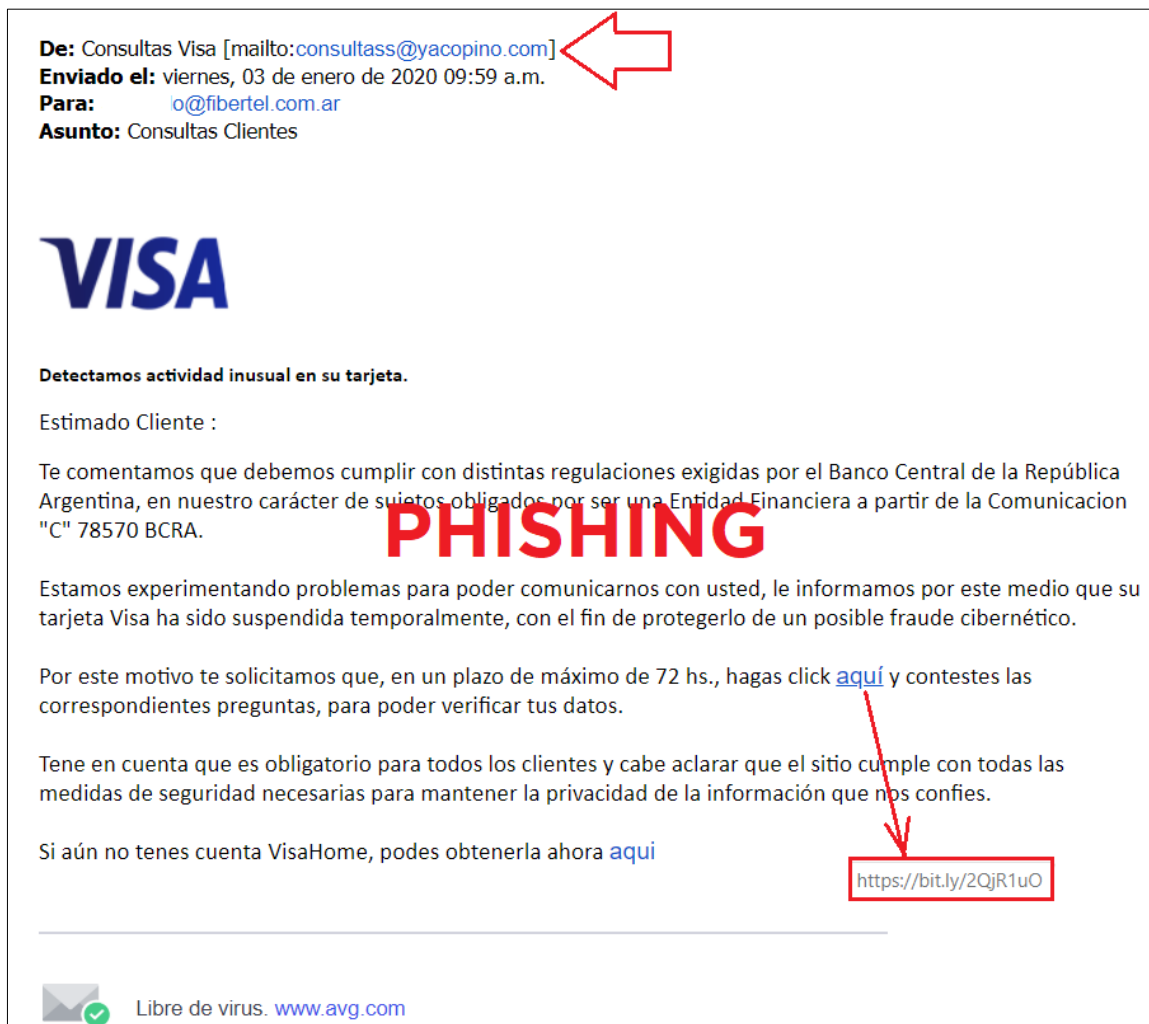 De: Consultas Visa [mailto:consultass@yacopino.com]
Enviado el: viernes, 03 de enero de 2020 09:59 a.m.
Para: o@fibertel.com.ar
Asunto: Consultas Clientes
VISA
Detectamos actividad inusual en su tarjeta.
Estimado Cliente :
Te comentamos que debemos cumplir con distintas regulaciones exigidas por el Banco Central de la República
Argentina, en nuestro carácter de sujetos obligados por ser una Entidad Financiera a partir de la Comunicacion
"C" 78570 BCRA.
PHISHING
Estamos experimentando problemas para poder comunicarnos con usted, le informamos por este medio que su
tarjeta Visa ha sido suspendida temporalmente, con el fin de protegerlo de un posible fraude cibernético.
Por este motivo te solicitamos que, en un plazo de máximo de 72 hs., hagas click aquí y contestes las
correspondientes preguntas, para poder verificar tus datos.
Tene en cuenta que es obligatorio para todos los clientes y cabe aclarar que el sitio cumple con todas las
medidas de seguridad necesarias para mantener la privacidad de la información que nos confies.
Si aún no tenes cuenta VisaHome, podes obtenerla ahora aqui
https://bit.ly/2QjR1uO
Libre de virus. www.avg.com